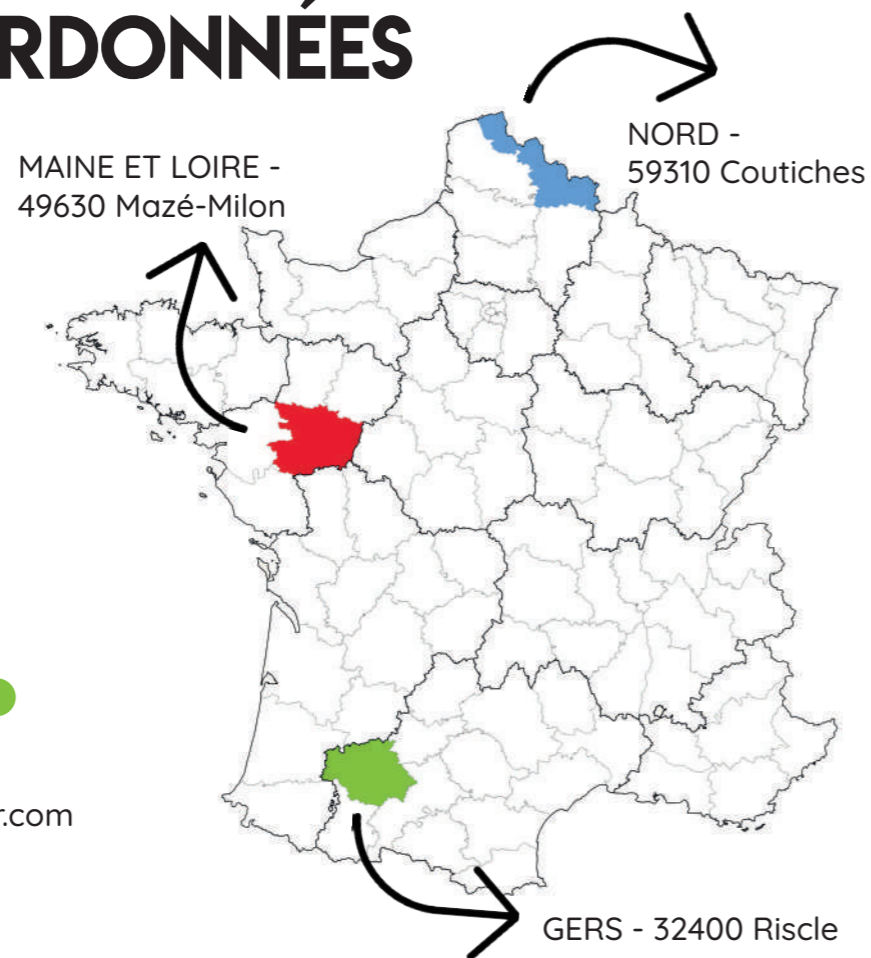 RDONNÉES
NORD -
59310 Coutiches
MAINE ET LOIRE -
49630 Mazé-Milon
r.com
GERS - 32400 Riscle